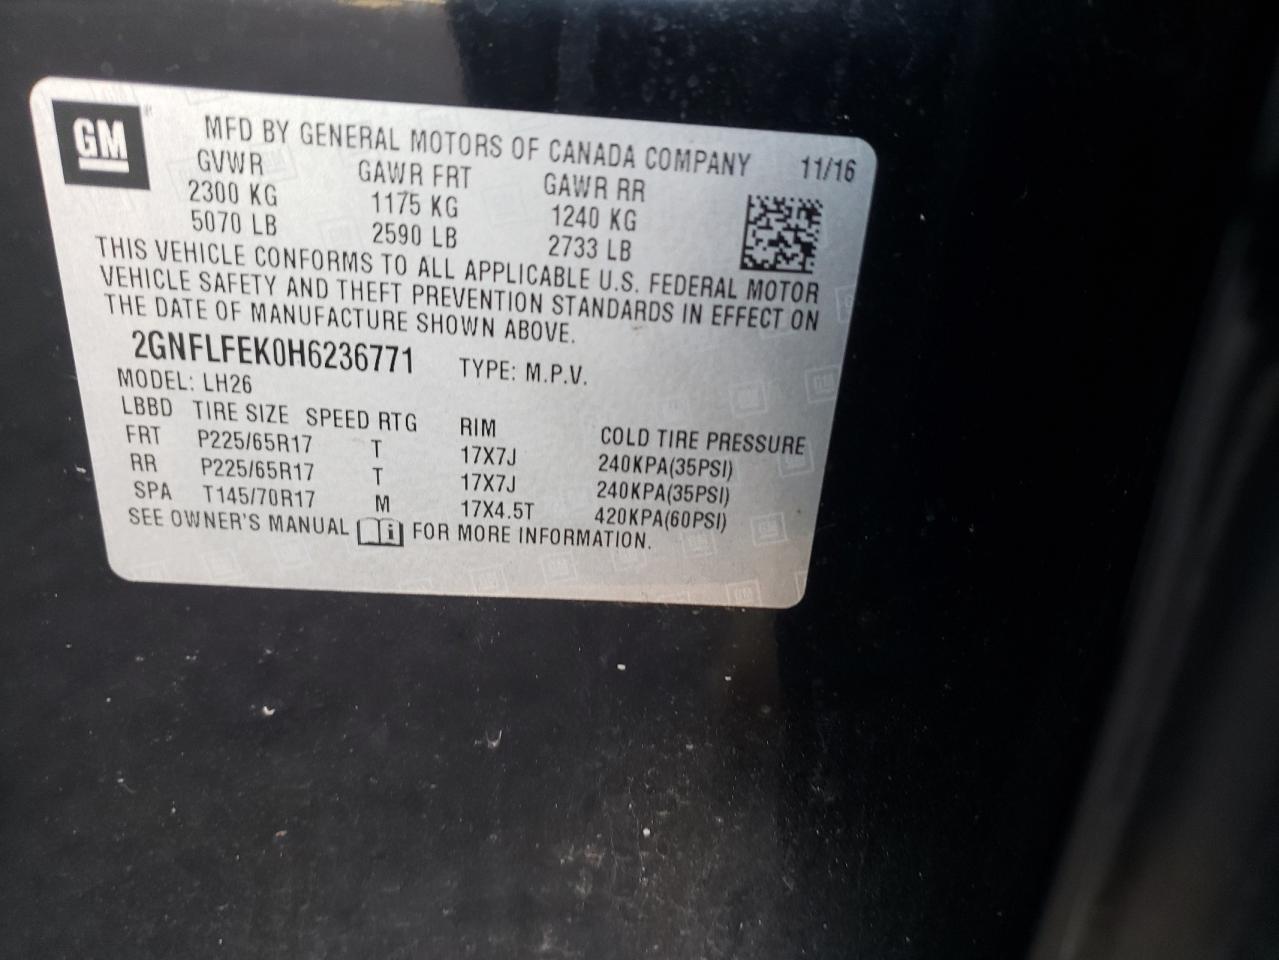 GM
MFD BY GENERAL MOTORS OF CANADA COMPANY 11/16
GVWR GAWR FRT GAWR RR
2300 KG 1175 KG 1240 KG
5070 LB 2590 LB 2733 LB
THIS VEHICLE CONFORMS TO ALL APPLICABLE U.S. FEDERAL MOTOR
VEHICLE SAFETY AND THEFT PREVENTION STANDARDS IN EFFECT ON
THE DATE OF MANUFACTURE SHOWN ABOVE.
2GNFLFEK0H6236771 TYPE: M.P.V.
MODEL: LH26
LBBD TIRE SIZE SPEED RTG RIM COLD TIRE PRESSURE
FRT P225/65R17 T 17X7J 240KPA(35PSI)
RR P225/65R17 T 17X7J 240KPA(35PSI)
SPA T145/70R17 M 17X4.5T 420KPA(60PSI)
SEE OWNER'S MANUAL i FOR MORE INFORMATION.